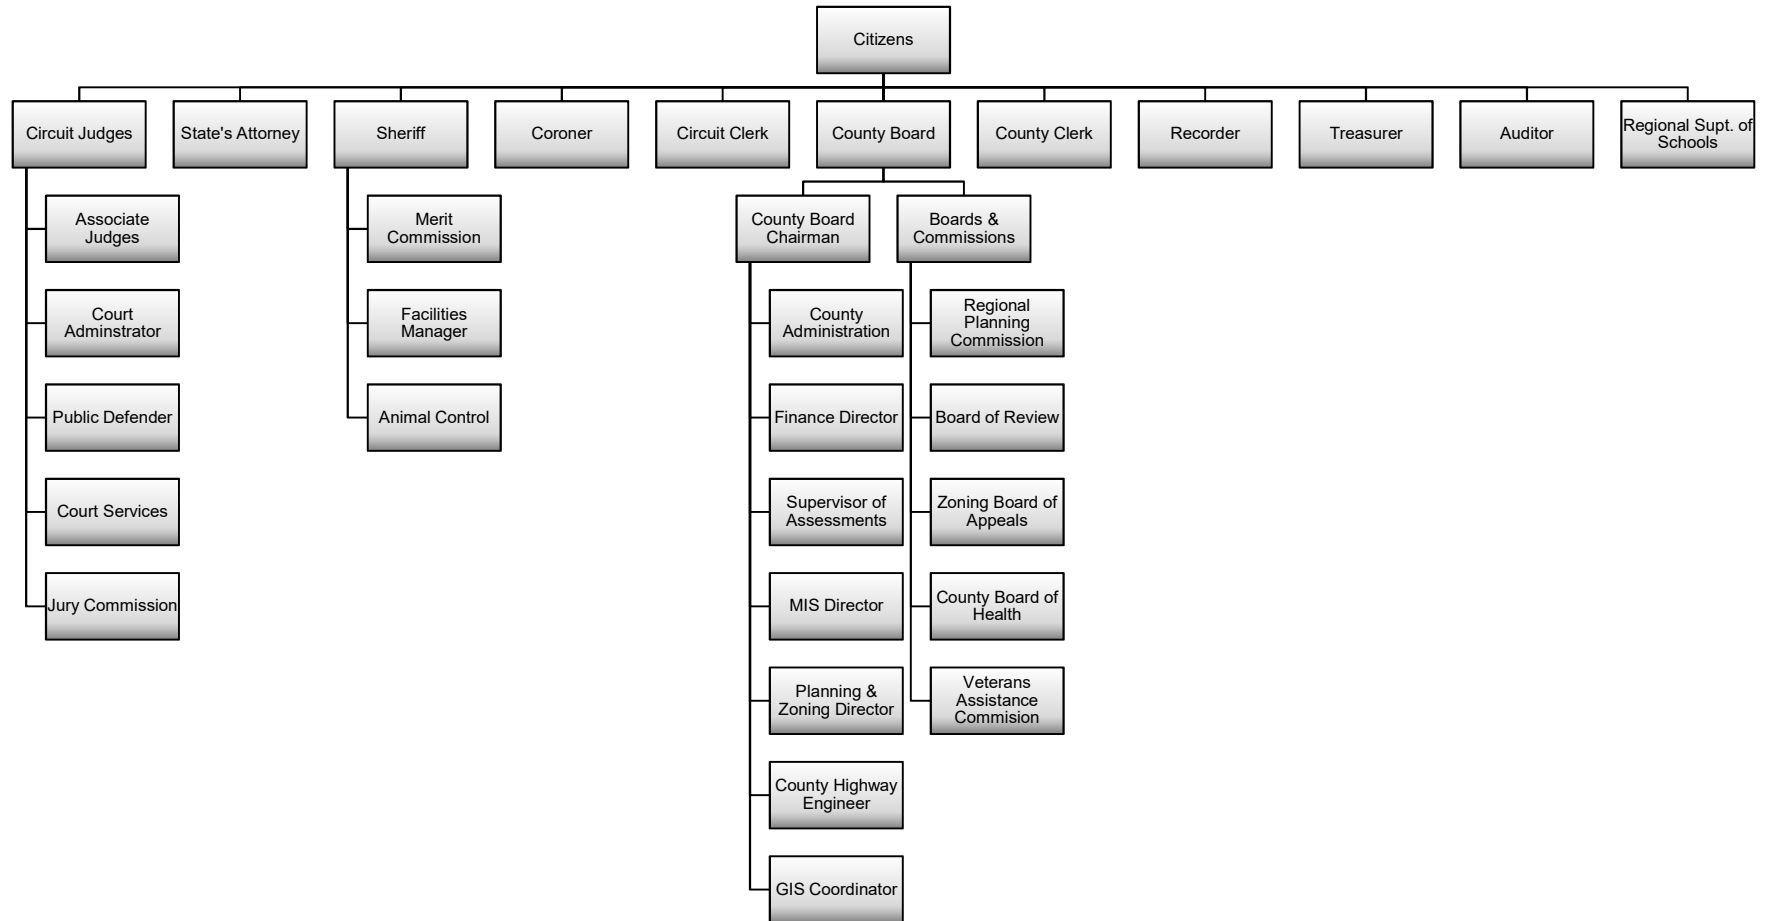 Citizens
Circuit Judges
State's Attorney
Sheriff
Coroner
Circuit Clerk
County Board
County Clerk
Recorder
Treasurer
Auditor
Regional Supt. of
Schools
Associate
Judges
Court
Adminstrator
Public Defender
Court Services
Jury Commission
Merit
Commission
Facilities
Manager
Animal Control
County Board
Chairman
County
Administration
Finance Director
Supervisor of
Assessments
MIS Director
Planning &
Zoning Director
County Highway
Engineer
GIS Coordinator
Boards &
Commissions
Regional
Planning
Commission
Board of Review
Zoning Board of
Appeals
County Board of
Health
Veterans
Assistance
Commision